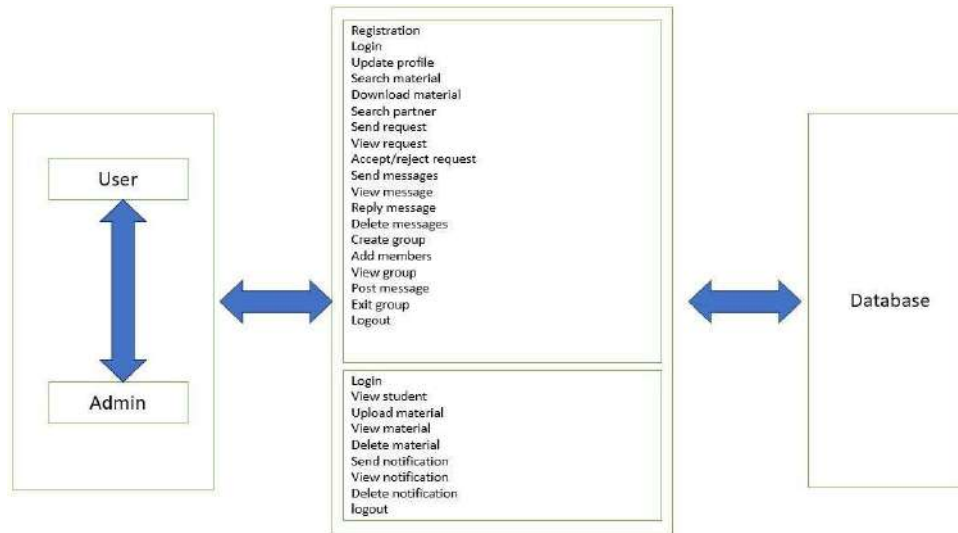 User
Admin
Registration
Login
Update profile
Search material
Download material
Search partner
Send request
View request
Accept/reject request
Send messages
View message
Reply message
Delete messages
Create group
Add members
View group
Post message
Exit group
Logout
Login
View student
Upload material
View material
Delete material
Send notification
View notification
Delete notification
logout
Database